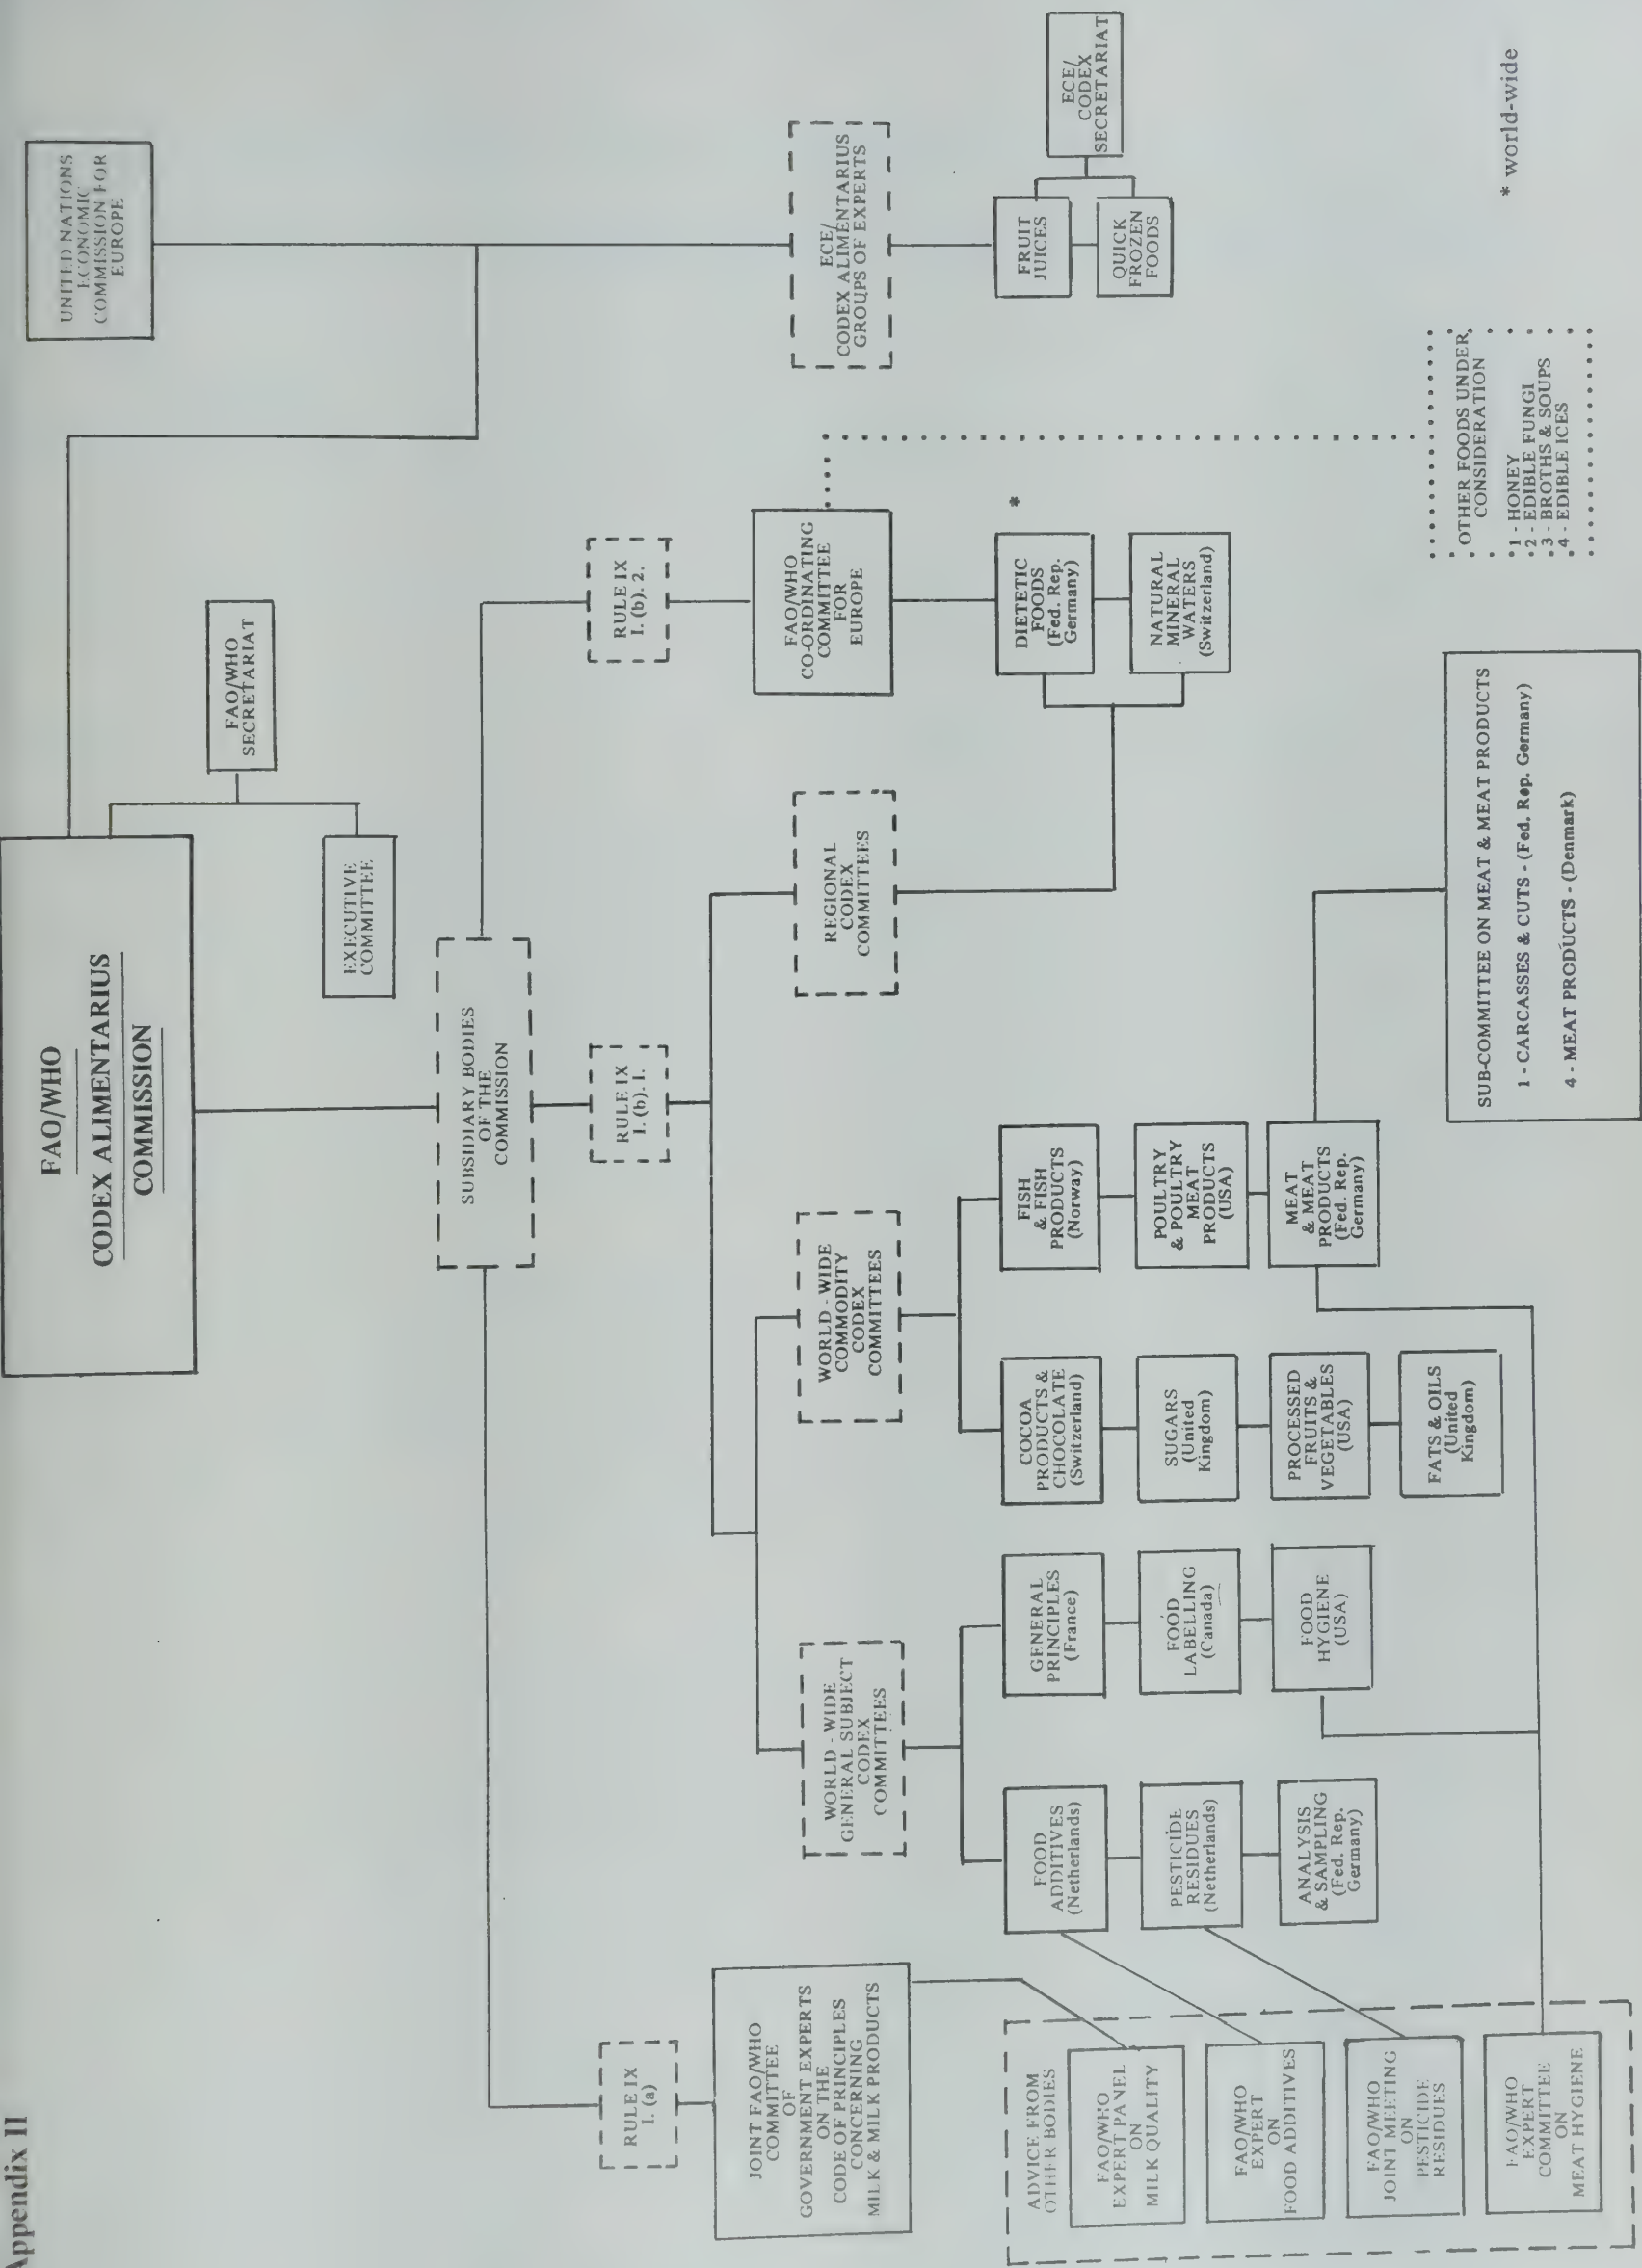 Appendix II
FAO/WHO
CODEX ALIMENTARIUS
COMMISSION
UNITED NATIONS
ECONOMIC
COMMISSION FOR
EUROPE
FAO/WHO
SECRETARIAT
EXECUTIVE
COMMITTEE
SUBSIDIARY BODIES
OF THE
COMMISSION
RULE IX
I. (a)
RULE IX
I. (b). I.
RULE IX
I. (b). 2.
JOINT FAO/WHO
COMMITTEE
OF
GOVERNMENT EXPERTS
ON THE
CODE OF PRINCIPLES
CONCERNING
MILK & MILK PRODUCTS
WORLD - WIDE
GENERAL SUBJECT
CODEX
COMMITTEES
WORLD - WIDE
COMMODITY
CODEX
COMMITTEES
REGIONAL
CODEX
COMMITTEES
FAO/WHO
CO-ORDINATING
COMMITTEE
FOR
EUROPE
ECE/
CODEX ALIMENTARIUS
GROUPS OF EXPERTS
ADVICE FROM
OTHER BODIES
FAO/WHO
EXPERT PANEL
ON
MILK QUALITY
FAO/WHO
EXPERT
ON
FOOD ADDITIVES
FAO/WHO
JOINT MEETING
ON
PESTICIDE
RESIDUES
FAO/WHO
EXPERT
COMMITTEE
ON
MEAT HYGIENE
FOOD
ADDITIVES
(Netherlands)
PESTICIDE
RESIDUES
(Netherlands)
ANALYSIS
& SAMPLING
(Fed. Rep.
Germany)
GENERAL
PRINCIPLES
(France)
FOOD
LABELLING
(Canada)
FOOD
HYGIENE
(USA)
COCOA
PRODUCTS &
CHOCOLATE
(Switzerland)
SUGARS
(United
Kingdom)
PROCESSED
FRUITS &
VEGETABLES
(USA)
FATS & OILS
(United
Kingdom)
FISH
& FISH
PRODUCTS
(Norway)
POULTRY
& POULTRY
MEAT
PRODUCTS
(USA)
MEAT
& MEAT
PRODUCTS
(Fed. Rep.
Germany)
DIETETIC
FOODS
(Fed. Rep.
Germany)
*
NATURAL
MINERAL
WATERS
(Switzerland)
FRUIT
JUICES
QUICK
FROZEN
FOODS
ECE/
CODEX
SECRETARIAT
SUB-COMMITTEE ON MEAT & MEAT PRODUCTS
1 - CARCASSES & CUTS - (Fed. Rep. Germany)
4 - MEAT PRODUCTS - (Denmark)
OTHER FOODS UNDER
CONSIDERATION
1 - HONEY
2 - EDIBLE FUNGI
3 - BROTHS & SOUPS
4 - EDIBLE ICES
* world-wide